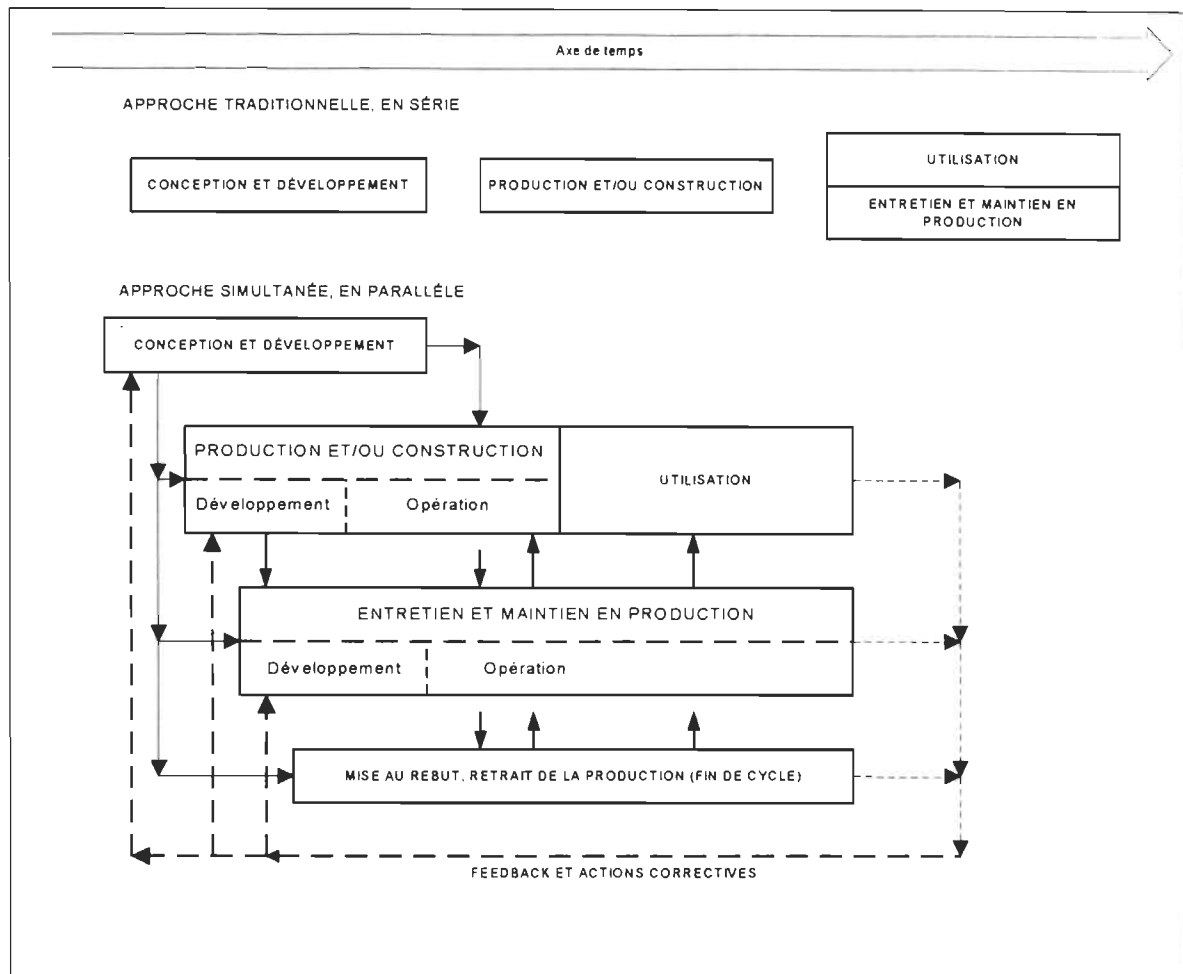 Axe de temps
APPROCHE TRADITIONNELLE, EN SÉRIE
CONCEPTION ET DÉVELOPPEMENT
PRODUCTION ET/OU CONSTRUCTION
UTILISATION
ENTRETIEN ET MAINTIEN EN
PRODUCTION
APPROCHE SIMULTANÉE, EN PARALLÈLE
CONCEPTION ET DÉVELOPPEMENT
PRODUCTION ET/OU CONSTRUCTION
UTILISATION
Développement
Opération
ENTRETIEN ET MAINTIEN EN PRODUCTION
Développement
Opération
MISE AU REBUT, RETRAIT DE LA PRODUCTION (FIN DE CYCLE)
FEEDBACK ET ACTIONS CORRECTIVES